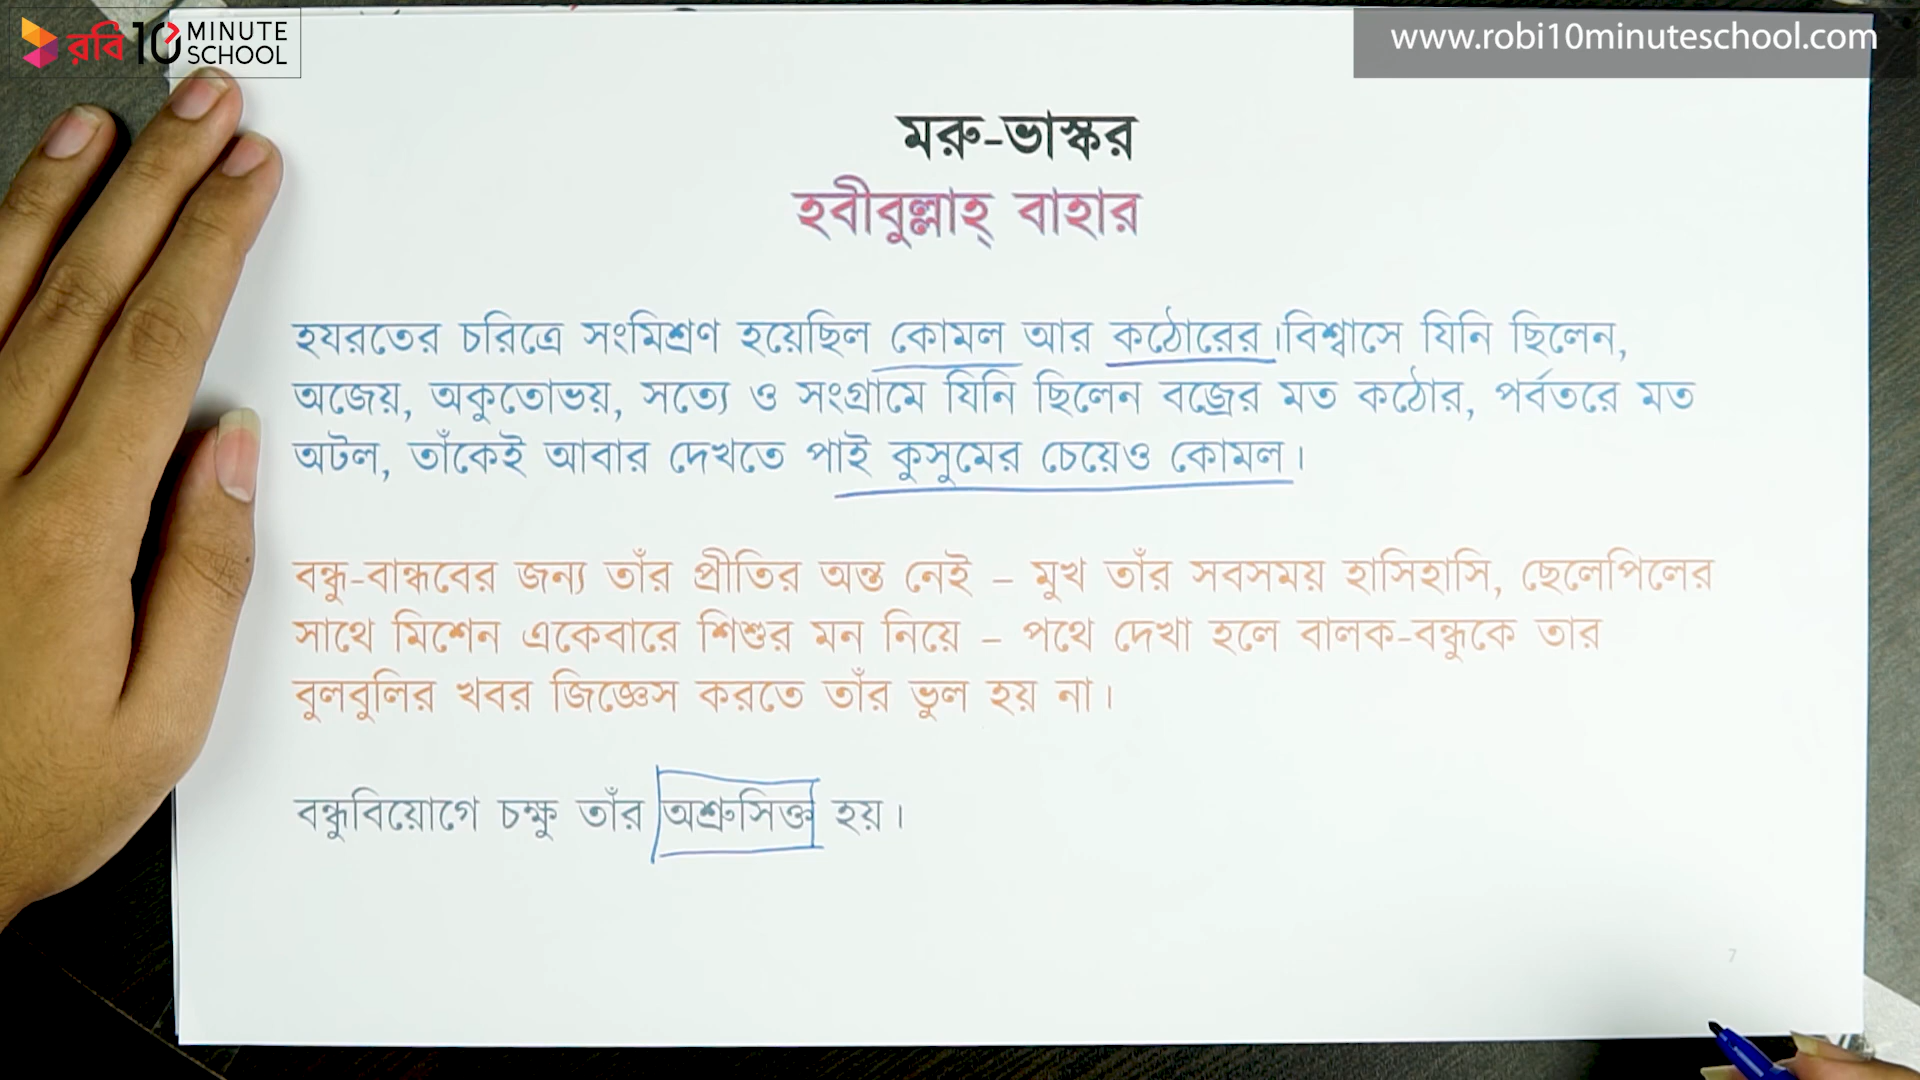 রবি 10 MINUTE SCHOOL
www.robi10minuteschool.com
মরু-ভাস্কর
হবীবুল্লাহ্ বাহার
হযরতের চরিত্রে সংমিশ্রণ হয়েছিল কোমল আর কঠোরের।বিশ্বাসে যিনি ছিলেন,
অজেয়, অকুতোভয়, সত্যে ও সংগ্রামে যিনি ছিলেন বজ্রের মত কঠোর, পর্বতরে মত
অটল, তাঁকেই আবার দেখতে পাই কুসুমের চেয়েও কোমল।
বন্ধু-বান্ধবের জন্য তাঁর প্রীতির অন্ত নেই – মুখ তাঁর সবসময় হাসিহাসি, ছেলেপিলের
সাথে মিশেন একেবারে শিশুর মন নিয়ে – পথে দেখা হলে বালক-বন্ধুকে তার
বুলবুলির খবর জিজ্ঞেস করতে তাঁর ভুল হয় না।
বন্ধুবিয়োগে চক্ষু তাঁর অশ্রুসিক্ত হয়।
7